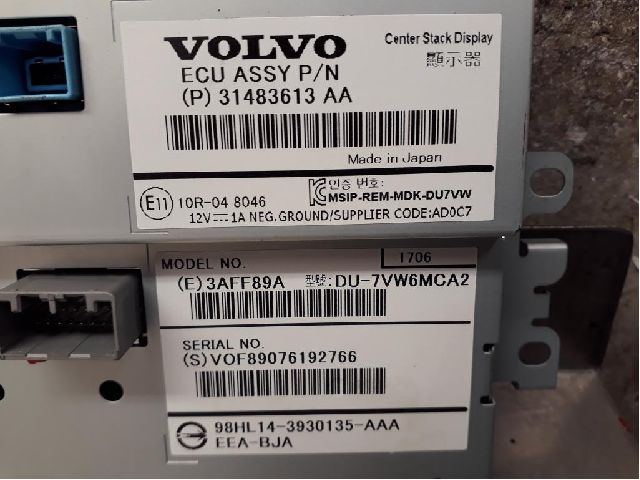 VOLVO
Center Stack Display
顯示器
ECU ASSY P/N
(P) 31483613 AA
Made in Japan
E11 10R-04 8046
인증 번호:
MSIP-REM-MDK-DU7VW
12V⎓1A NEG.GROUND/SUPPLIER CODE:AD0C7
MODEL NO.
1706
(E) 3AFF89A 型號:DU-7VW6MCA2
SERIAL NO.
(S)VOF89076192766
98HL14-3930135-AAA
EEA-BJA